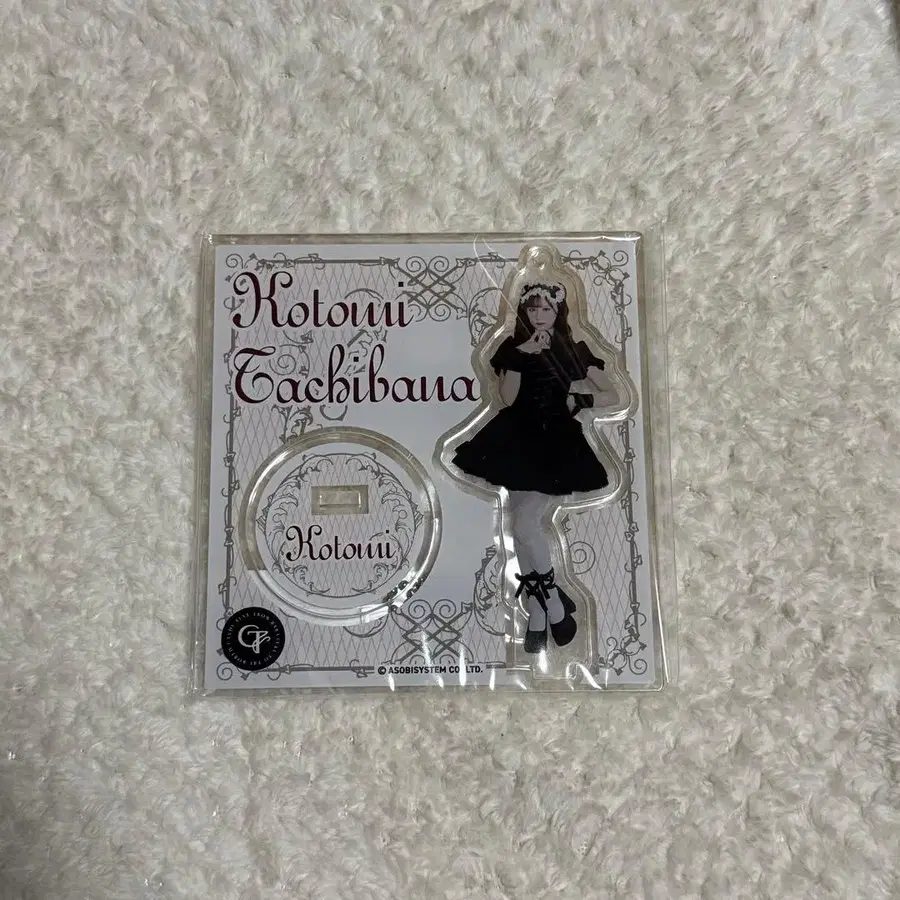 Kotomi
Tachibana
Kotomi
© ASOBISYSTEM CO.,LTD.